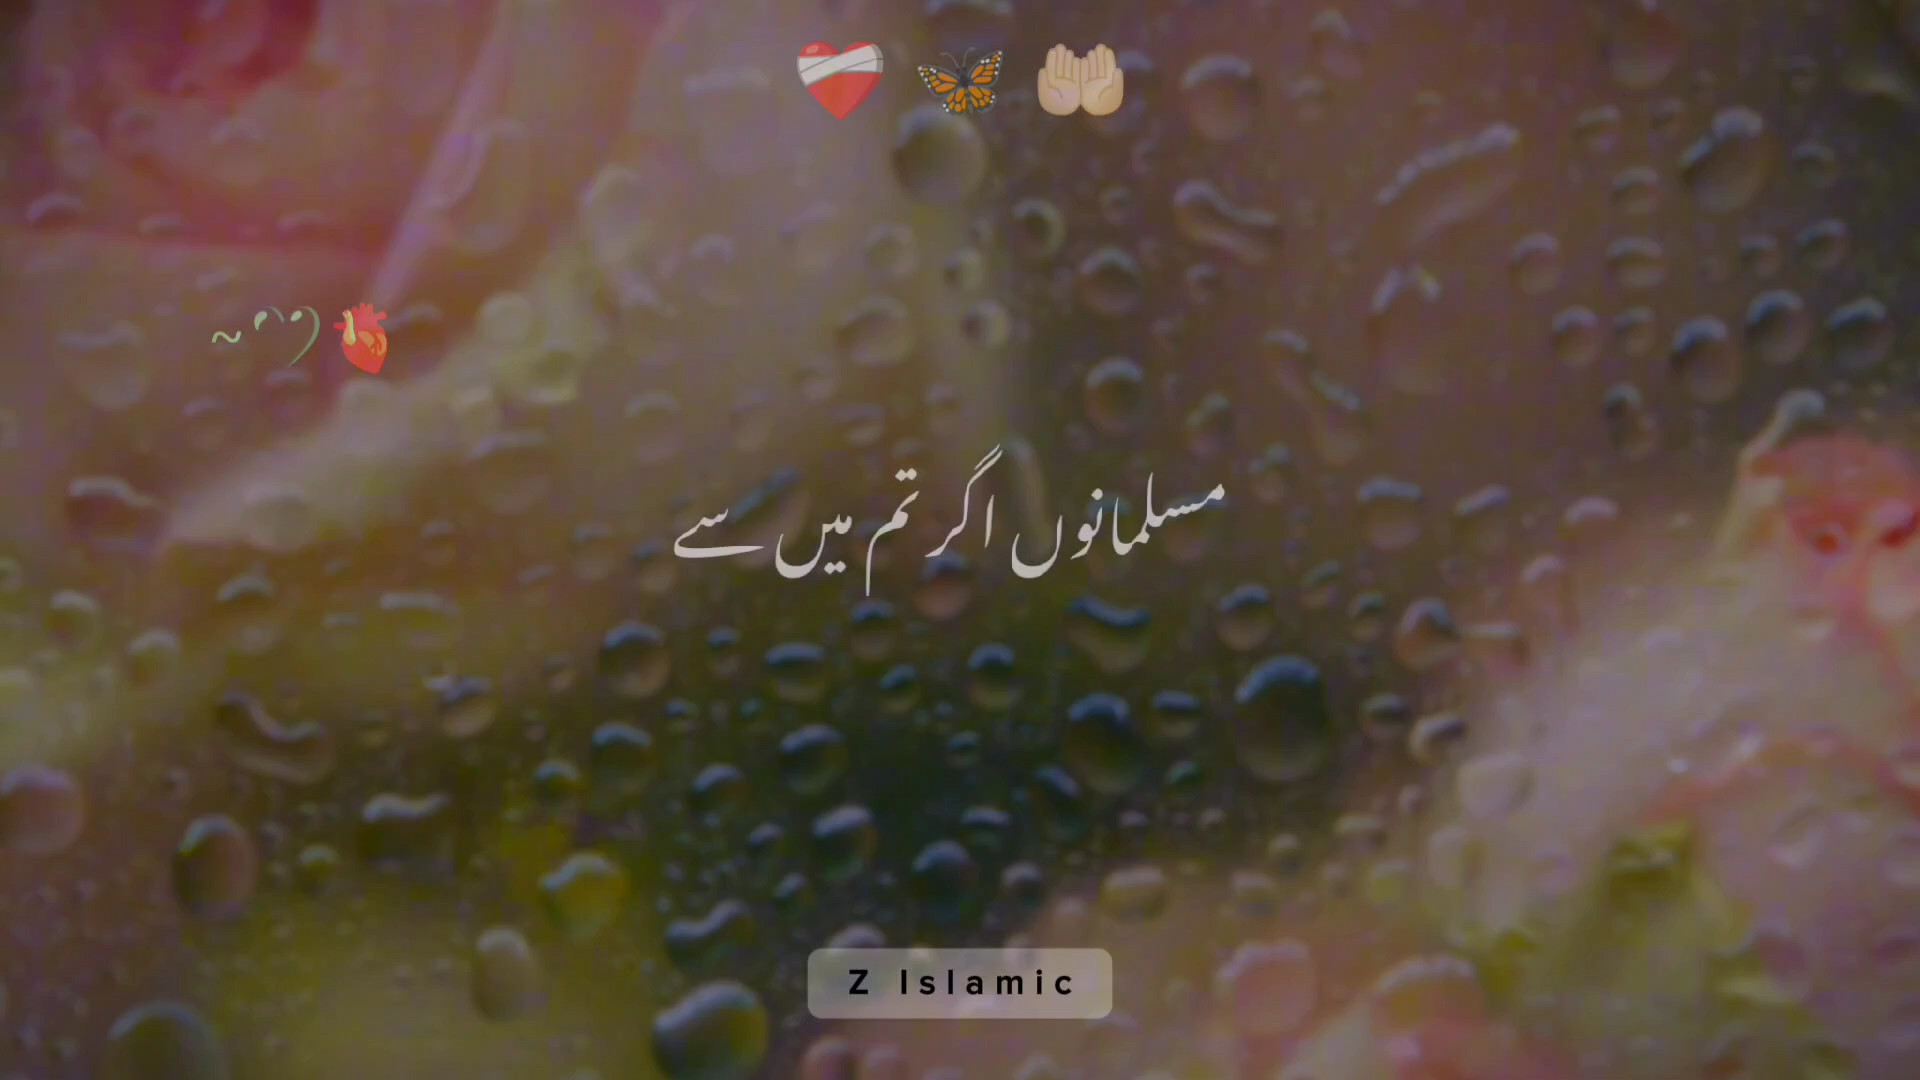 ❤️‍🩹 🦋 🤲🏻
~ 🫀
مسلمانوں اگر تم میں سے
Z Islamic